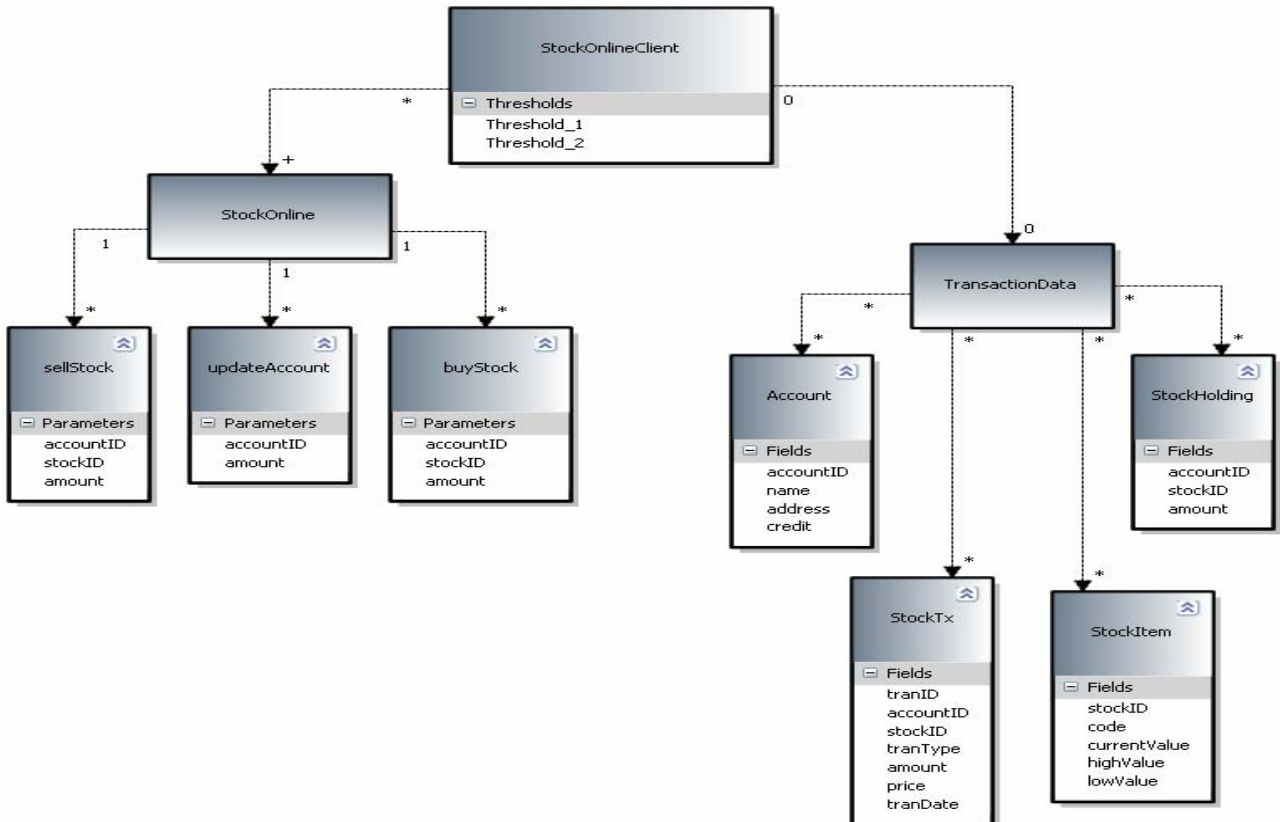 StockOnlineClient
Thresholds
Threshold_1
Threshold_2
*
0
+
StockOnline
1
1
1
*
*
*
0
TransactionData
*
*
*
*
*
*
*
*
sellStock
Parameters
accountID
stockID
amount
updateAccount
Parameters
accountID
amount
buyStock
Parameters
accountID
stockID
amount
Account
Fields
accountID
name
address
credit
StockHolding
Fields
accountID
stockID
amount
StockTx
Fields
tranID
accountID
stockID
tranType
amount
price
tranDate
StockItem
Fields
stockID
code
currentValue
highValue
lowValue